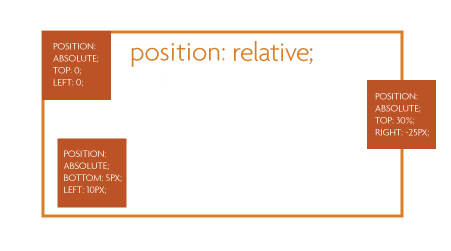 position: relative;
POSITION:
ABSOLUTE;
TOP: 0;
LEFT: 0;
POSITION:
ABSOLUTE;
TOP: 30%;
RIGHT: -25PX;
POSITION:
ABSOLUTE;
BOTTOM: 5PX;
LEFT: 10PX;